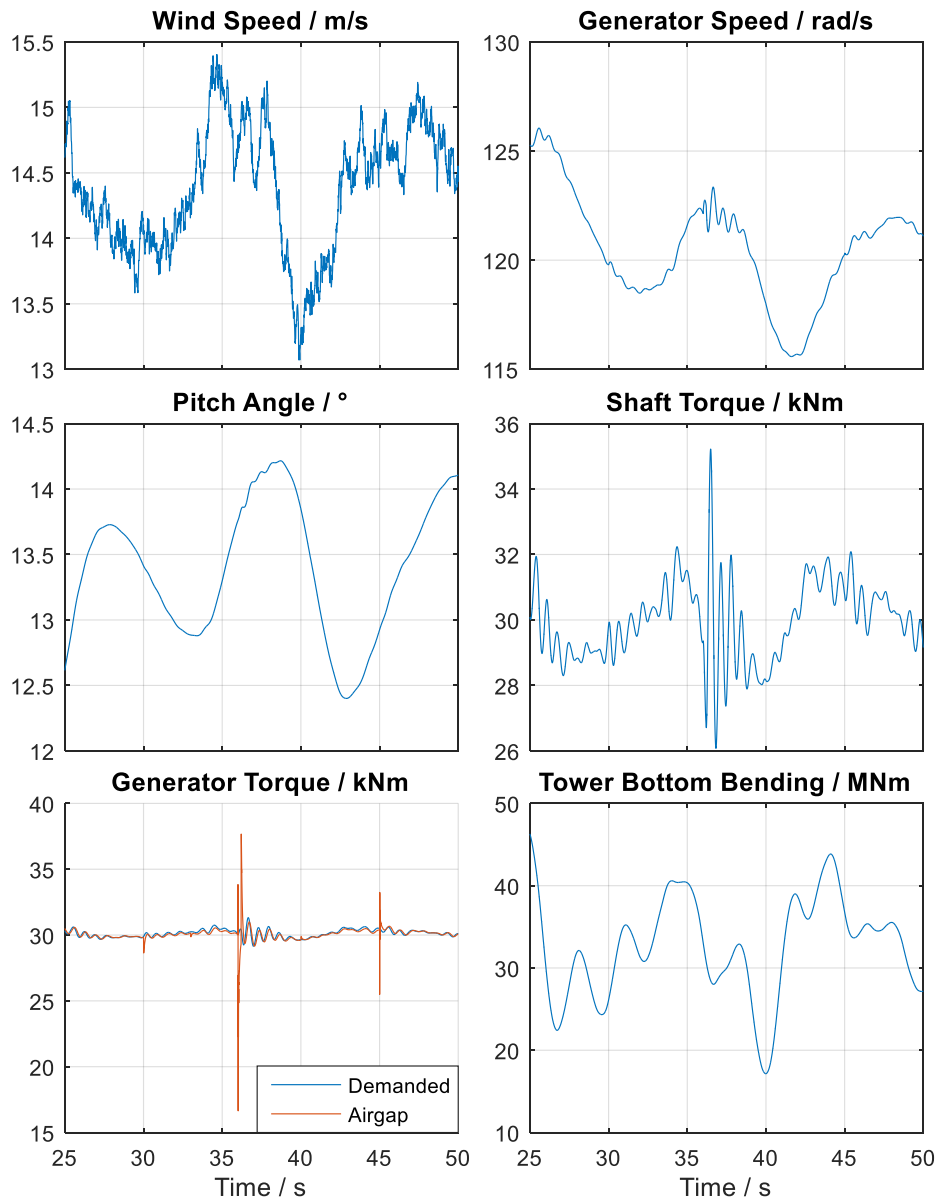 Wind Speed / m/s
15.5
15
14.5
14
13.5
13
Generator Speed / rad/s
130
125
120
115
Pitch Angle / °
14.5
14
13.5
13
12.5
12
Shaft Torque / kNm
36
34
32
30
28
26
Generator Torque / kNm
40
35
30
25
20
15
Demanded
Airgap
25 30 35 40 45 50
Time / s
Tower Bottom Bending / MNm
50
40
30
20
10
25 30 35 40 45 50
Time / s